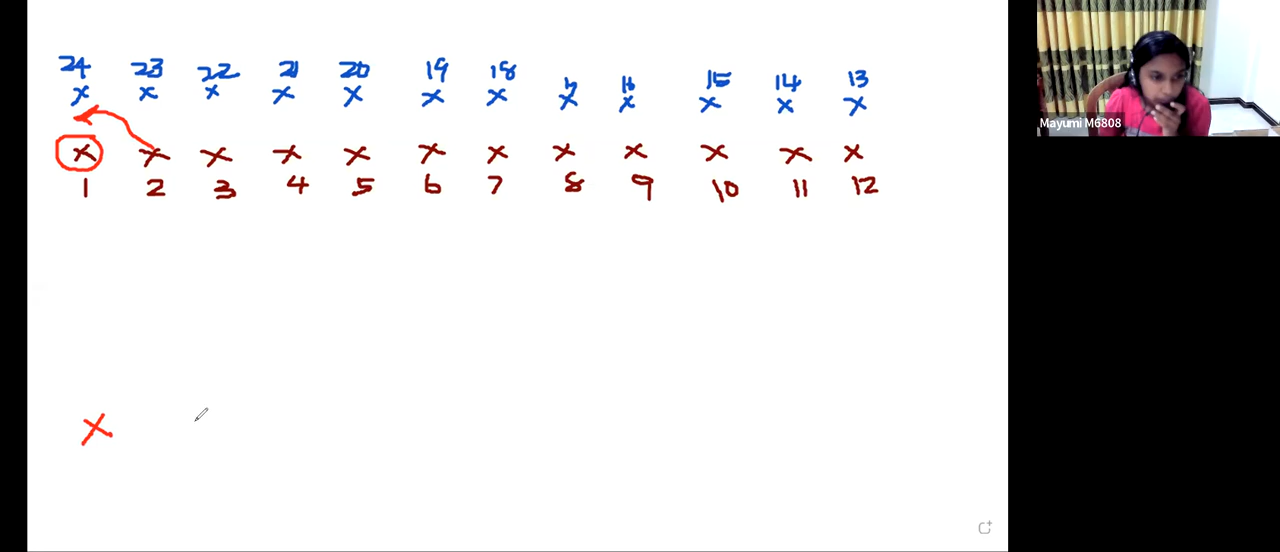 24 23 22 21 20 19 18 17 16 15 14 13
x x x x x x x x x x x x
x x x x x x x x x x x x
1 2 3 4 5 6 7 8 9 10 11 12
x
Mayumi M6808